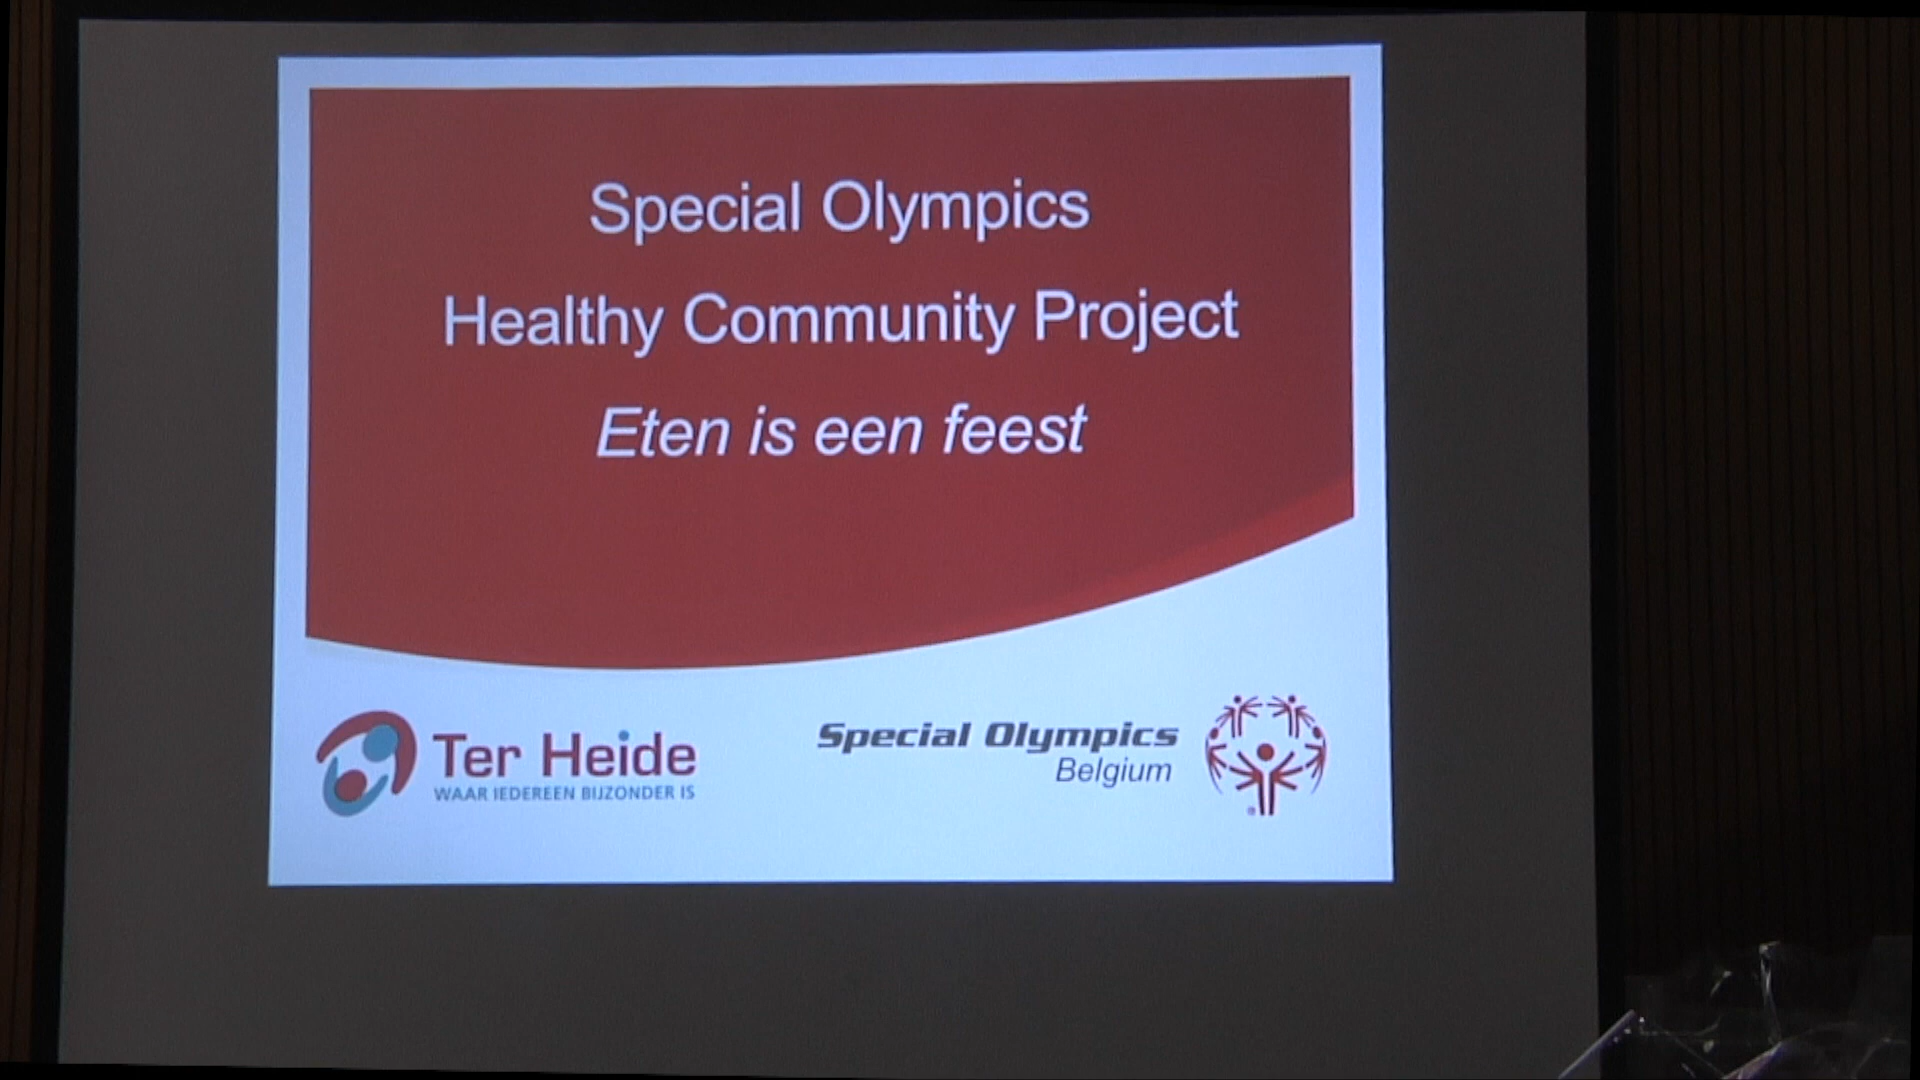 Special Olympics
Healthy Community Project
Eten is een feest
Ter Heide
WAAR IEDEREEN BIJZONDER IS
Special Olympics
Belgium
®